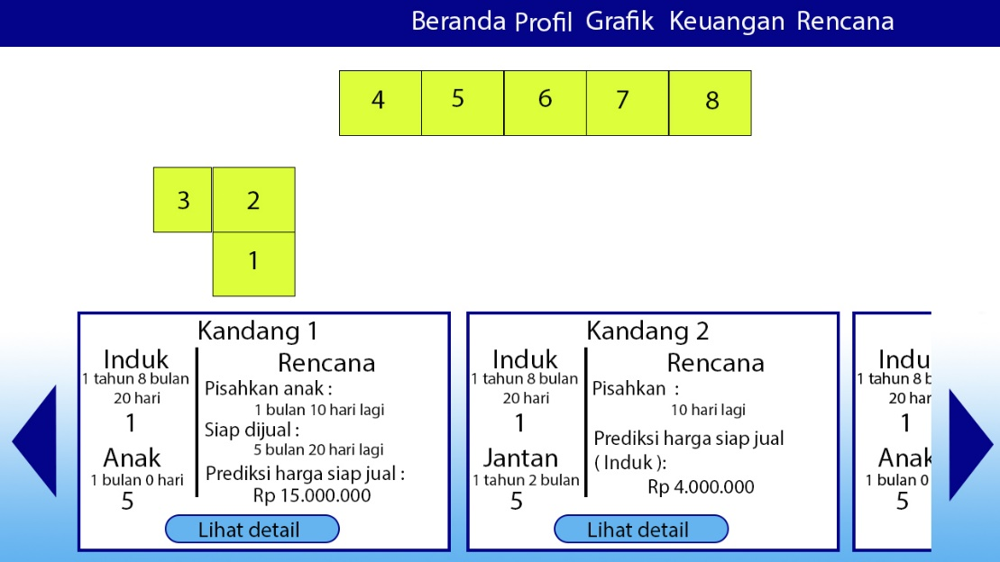 Beranda Profil Grafik Keuangan Rencana
4 5 6 7 8
3 2
1
Kandang 1
Induk
1 tahun 8 bulan
20 hari
1
Anak
1 bulan 0 hari
5
Rencana
Pisahkan anak :
1 bulan 10 hari lagi
Siap dijual :
5 bulan 20 hari lagi
Prediksi harga siap jual :
Rp 15.000.000
Lihat detail
Kandang 2
Induk
1 tahun 8 bulan
20 hari
1
Jantan
1 tahun 2 bulan
5
Rencana
Pisahkan :
10 hari lagi
Prediksi harga siap jual
( Induk ):
Rp 4.000.000
Lihat detail
Indu
1 tahun 8 b
20 har
1
Anak
1 bulan 0
5